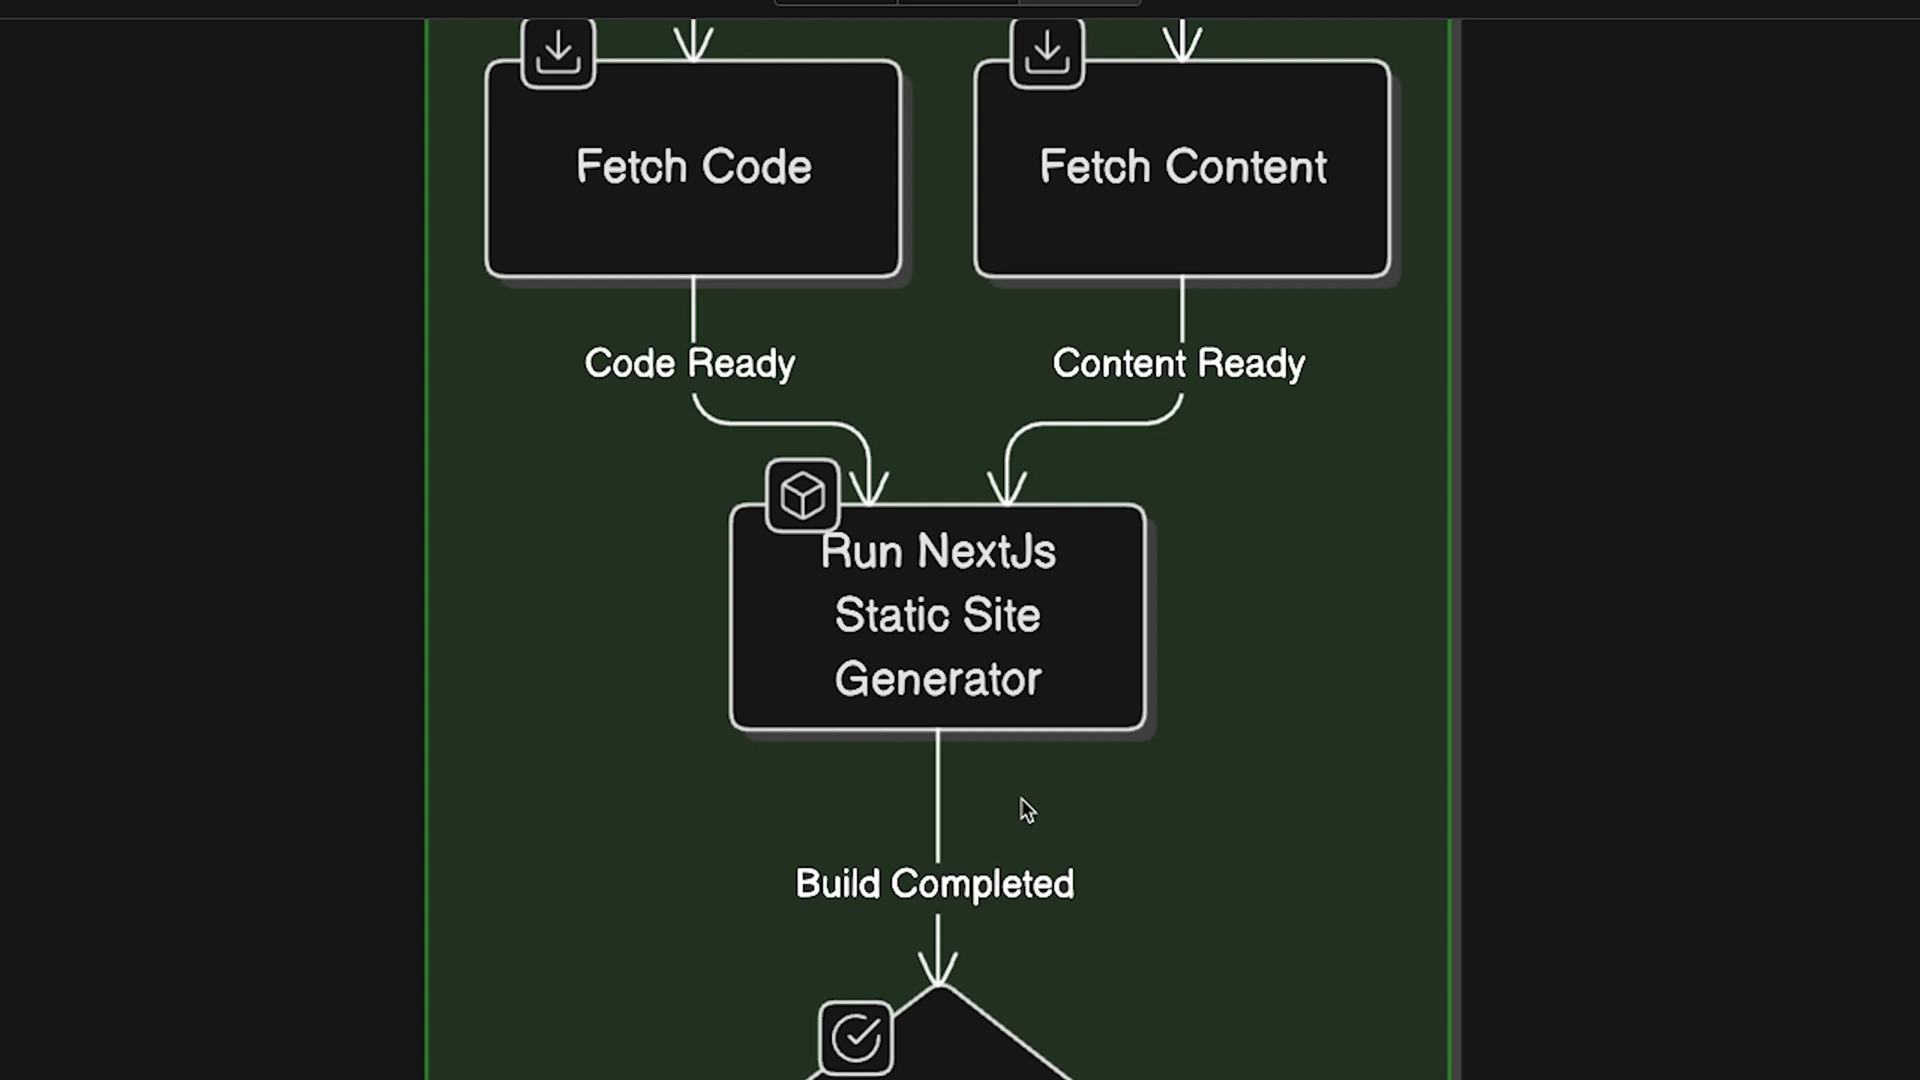 Fetch Code
Fetch Content
Code Ready
Content Ready
Run NextJs
Static Site
Generator
Build Completed